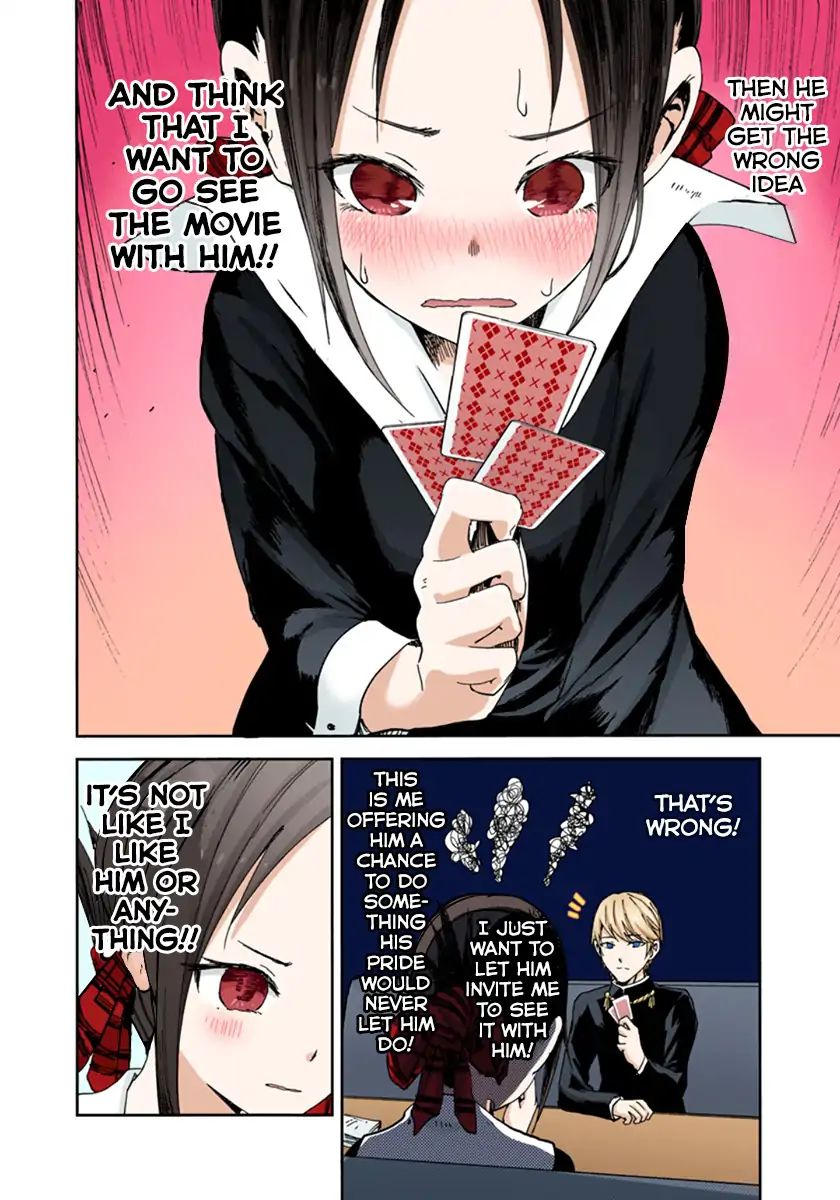 THEN HE
MIGHT
GET THE
WRONG
IDEA
AND THINK
THAT I
WANT TO
GO SEE
THE MOVIE
WITH HIM!!
THAT'S
WRONG!
I JUST
WANT TO
LET HIM
INVITE ME
TO SEE
IT WITH
HIM!
THIS
IS ME
OFFERING
HIM A
CHANCE
TO DO
SOME-
THING
HIS
PRIDE
WOULD
NEVER
LET HIM
DO!
IT'S NOT
LIKE I
LIKE
HIM OR
ANY-
THING!!